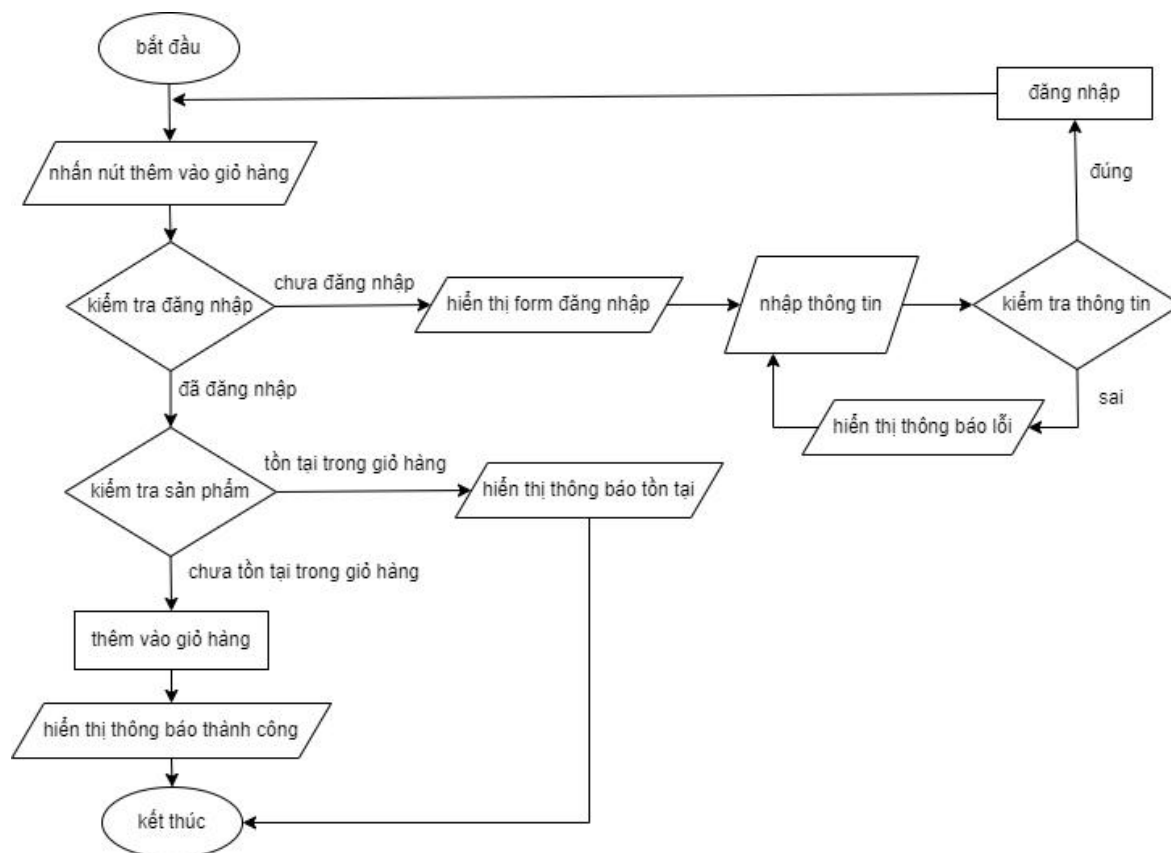 bắt đầu
đăng nhập
nhấn nút thêm vào giỏ hàng
đúng
chưa đăng nhập
kiểm tra đăng nhập
hiển thị form đăng nhập
nhập thông tin
kiểm tra thông tin
đã đăng nhập
sai
hiển thị thông báo lỗi
tồn tại trong giỏ hàng
kiểm tra sản phẩm
hiển thị thông báo tồn tại
chưa tồn tại trong giỏ hàng
thêm vào giỏ hàng
hiển thị thông báo thành công
kết thúc